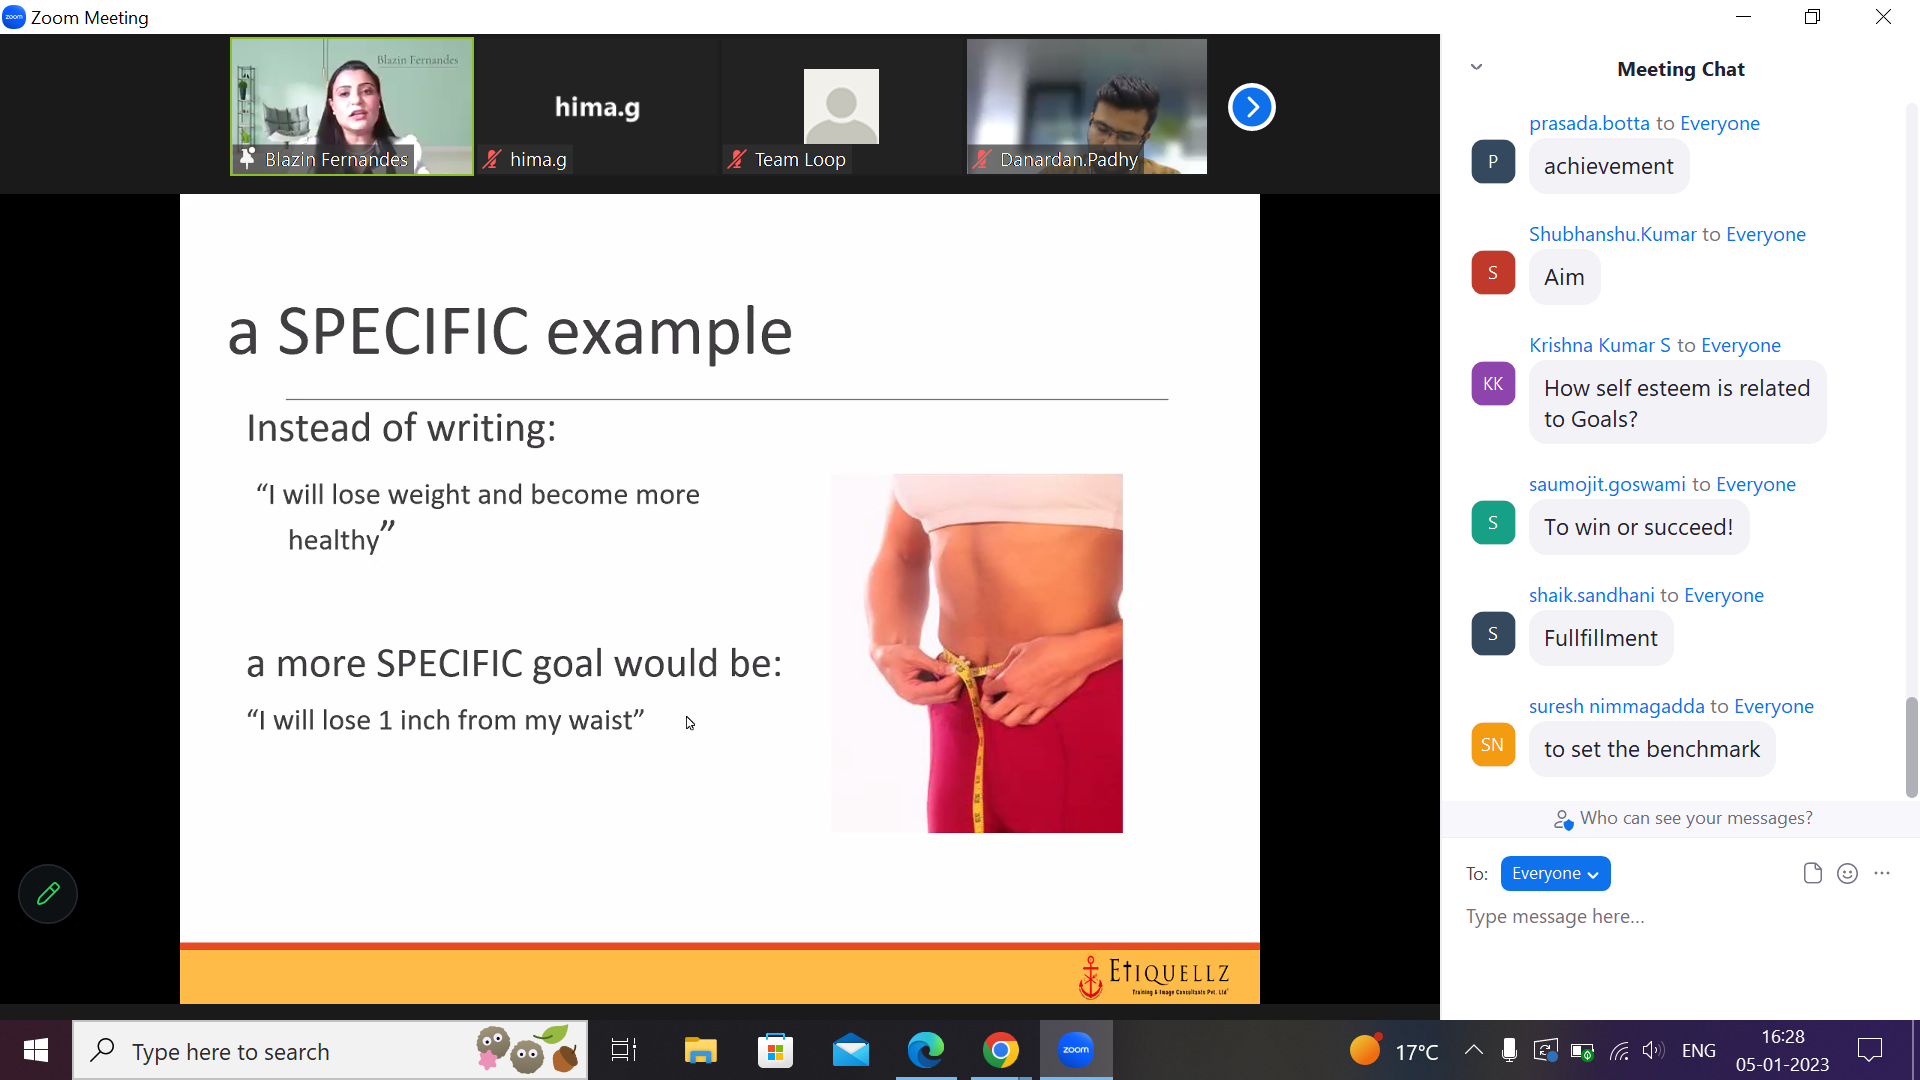 zoom
Zoom Meeting
Blazin Fernandes
Blazin Fernandes
hima.g
hima.g
Team Loop
Danardan.Padhy
a SPECIFIC example
Instead of writing:
“I will lose weight and become more
healthy”
a more SPECIFIC goal would be:
“I will lose 1 inch from my waist”
ETIQUELLZ
Training & Image Consultants Pvt. Ltd
Meeting Chat
prasada.botta to Everyone
P
achievement
Shubhanshu.Kumar to Everyone
S
Aim
Krishna Kumar S to Everyone
KK
How self esteem is related
to Goals?
saumojit.goswami to Everyone
S
To win or succeed!
shaik.sandhani to Everyone
S
Fullfillment
suresh nimmagadda to Everyone
SN
to set the benchmark
Who can see your messages?
To: Everyone
Type message here...
Type here to search
zoom
17°C
ENG
16:28
05-01-2023